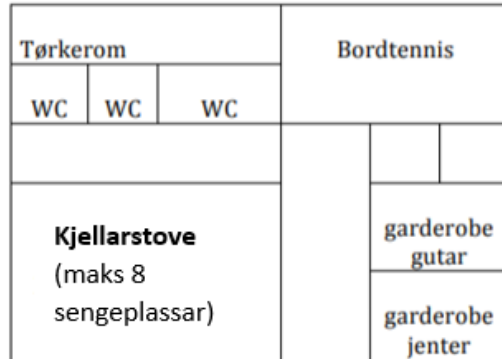 Tørkerom
Bordtennis
WC WC WC
Kjellarstove
(maks 8
sengeplassar)
garderobe
gutar
garderobe
jenter